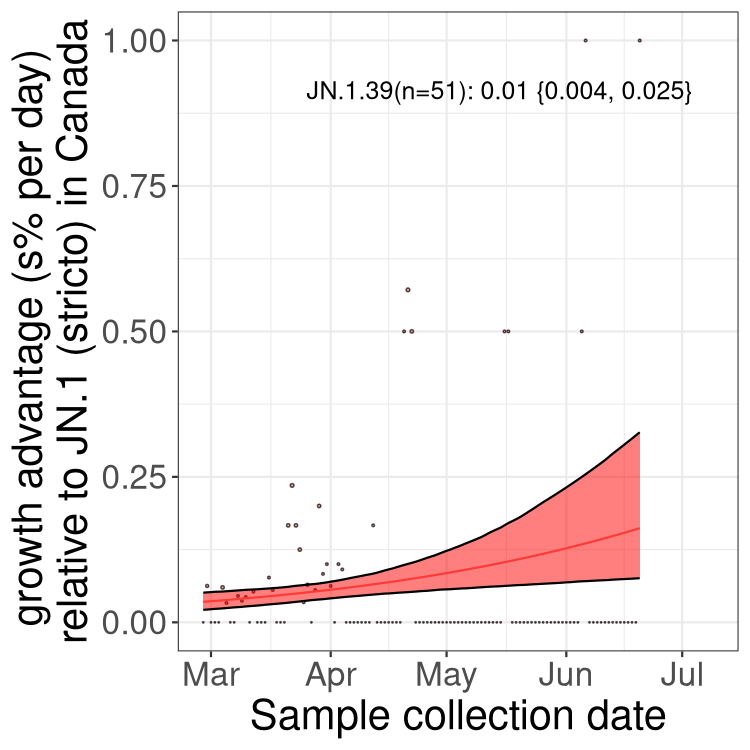 growth advantage (s% per day)
relative to JN.1 (stricto) in Canada
1.00
0.75
0.50
0.25
0.00
JN.1.39(n=51): 0.01 {0.004, 0.025}
Mar Apr May Jun Jul
Sample collection date